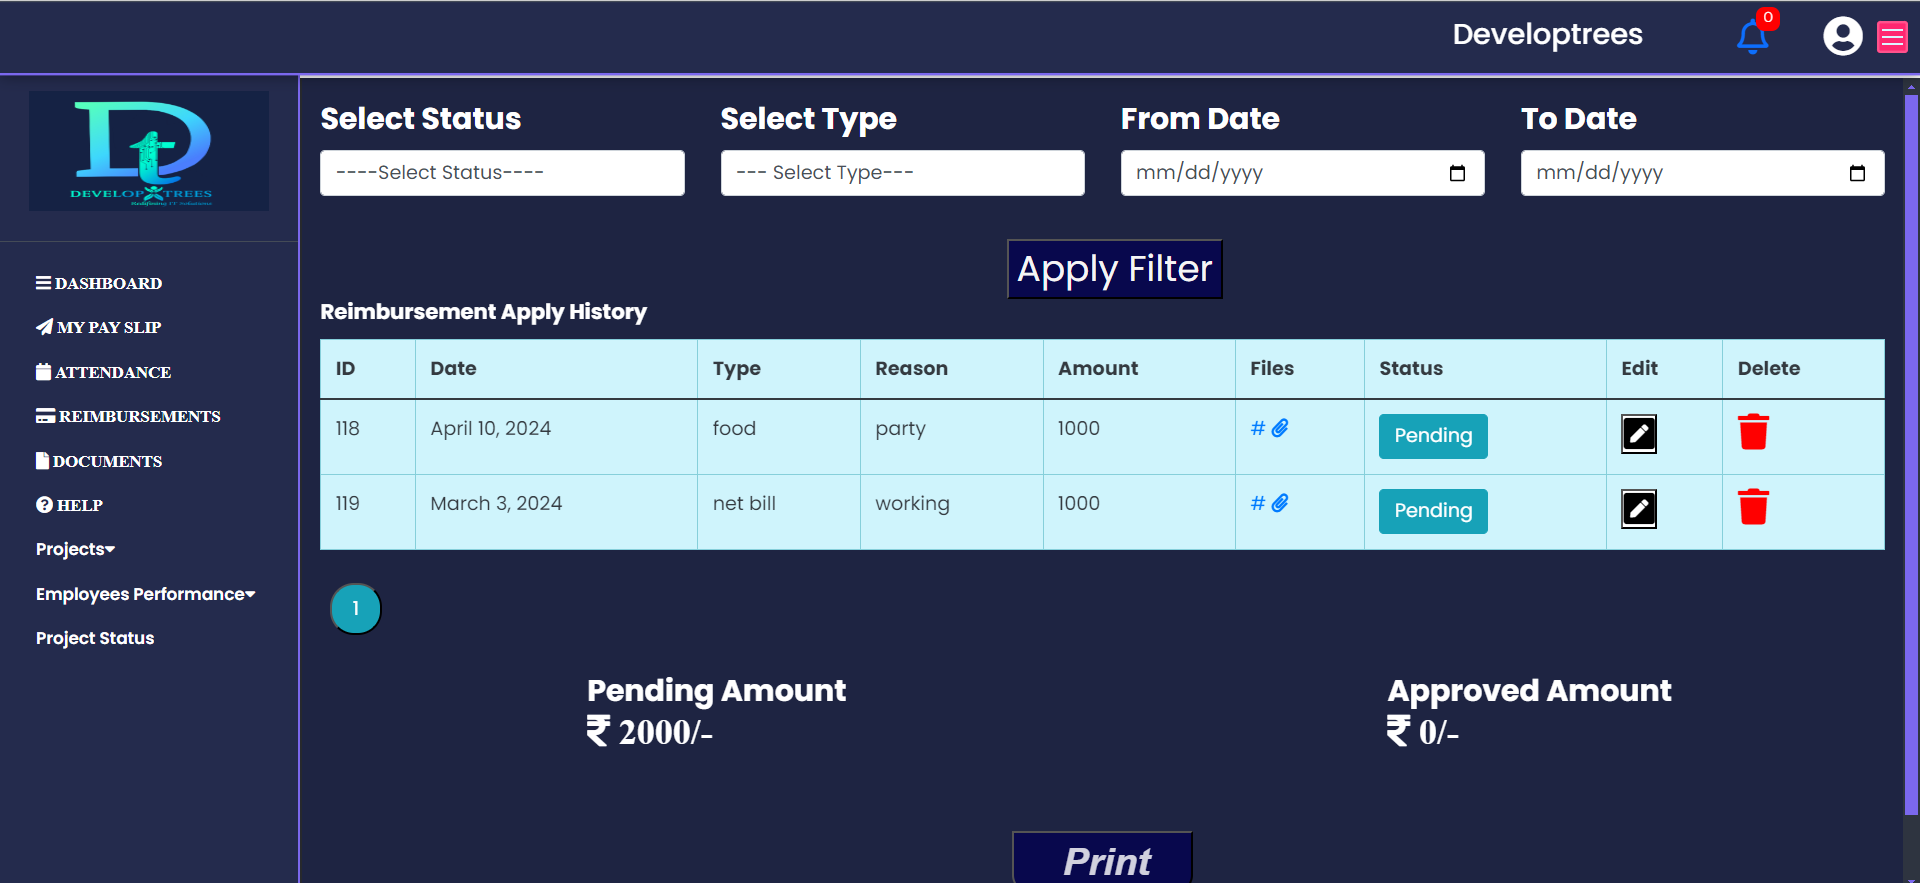 Developtrees
0
Dt
DEVELOP TREES
Select Status
Select Type
From Date
To Date
----Select Status----
--- Select Type---
mm/dd/yyyy
mm/dd/yyyy
DASHBOARD
MY PAY SLIP
ATTENDANCE
REIMBURSEMENTS
DOCUMENTS
HELP
Projects
Employees Performance
Project Status
Apply Filter
Reimbursement Apply History
ID Date Type Reason Amount Files Status Edit Delete
118 April 10, 2024 food party 1000 # Pending
119 March 3, 2024 net bill working 1000 # Pending
1
Pending Amount
₹ 2000/-
Approved Amount
₹ 0/-
Print